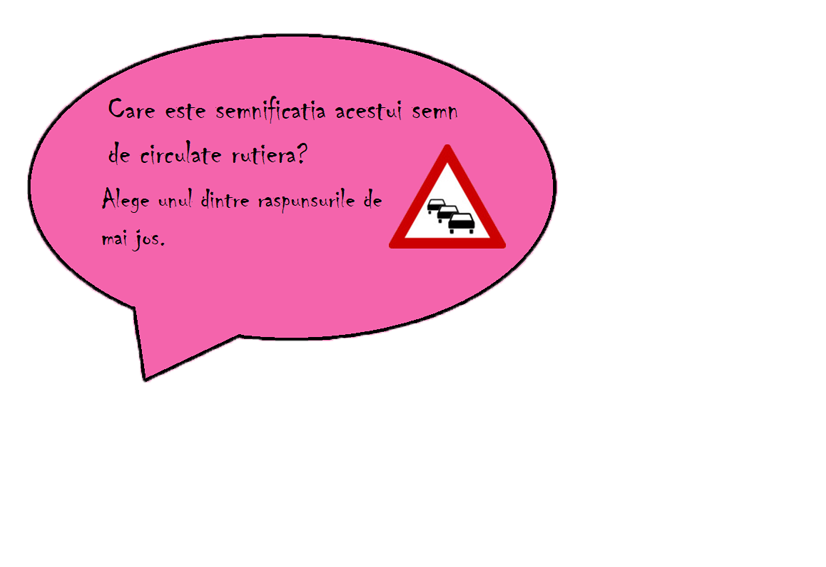 Care este semnificatia acestui semn
de circulate rutiera?
Alege unul dintre raspunsurile de
mai jos.